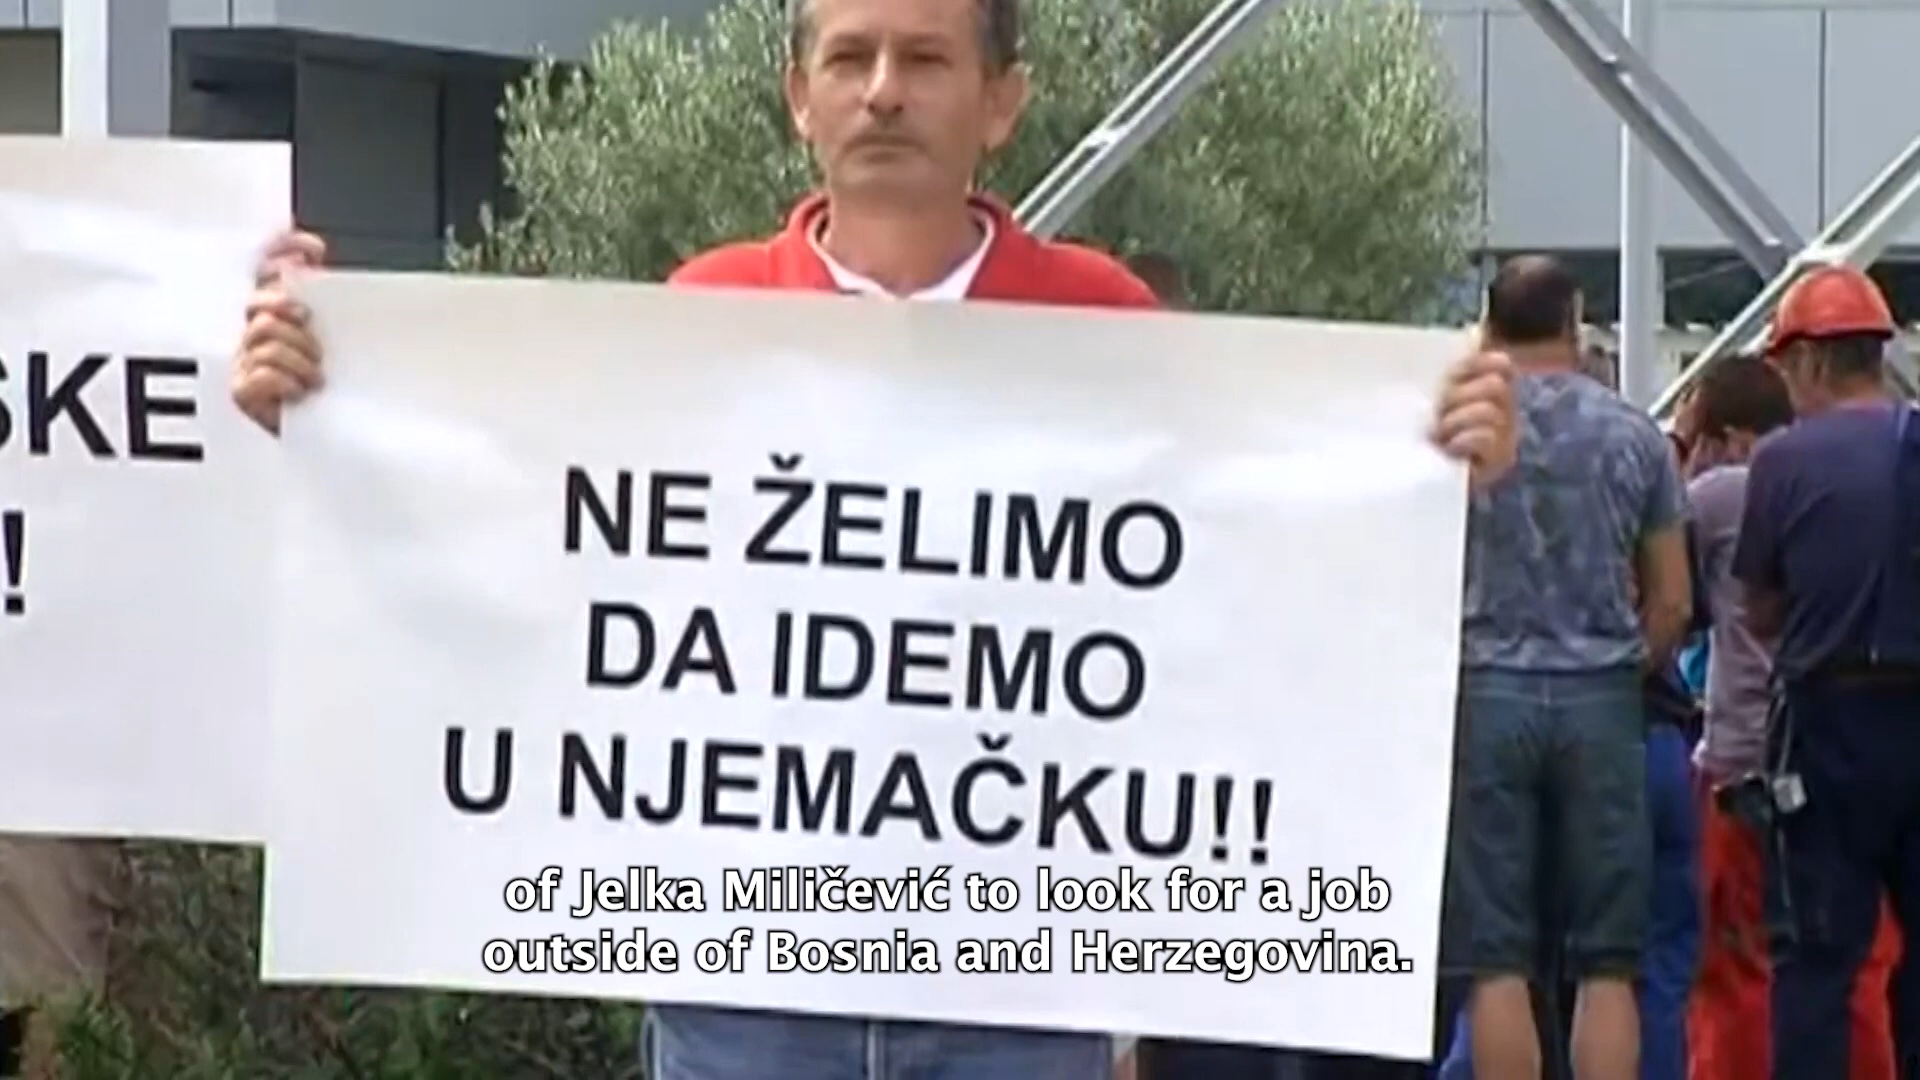 SKE
!
NE ŽELIMO
DA IDEMO
U NJEMAČKU!!
of Jelka Miličević to look for a job
outside of Bosnia and Herzegovina.